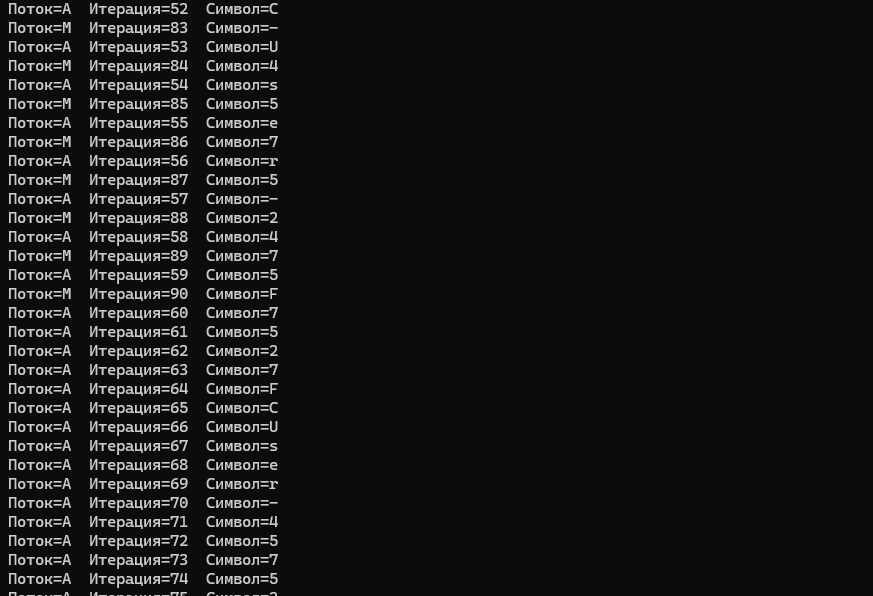 Поток=A  Итерация=52  Символ=C
Поток=M  Итерация=83  Символ=-
Поток=A  Итерация=53  Символ=U
Поток=M  Итерация=84  Символ=4
Поток=A  Итерация=54  Символ=s
Поток=M  Итерация=85  Символ=5
Поток=A  Итерация=55  Символ=e
Поток=M  Итерация=86  Символ=7
Поток=A  Итерация=56  Символ=r
Поток=M  Итерация=87  Символ=5
Поток=A  Итерация=57  Символ=-
Поток=M  Итерация=88  Символ=2
Поток=A  Итерация=58  Символ=4
Поток=M  Итерация=89  Символ=7
Поток=A  Итерация=59  Символ=5
Поток=M  Итерация=90  Символ=F
Поток=A  Итерация=60  Символ=7
Поток=A  Итерация=61  Символ=5
Поток=A  Итерация=62  Символ=2
Поток=A  Итерация=63  Символ=7
Поток=A  Итерация=64  Символ=F
Поток=A  Итерация=65  Символ=C
Поток=A  Итерация=66  Символ=U
Поток=A  Итерация=67  Символ=s
Поток=A  Итерация=68  Символ=e
Поток=A  Итерация=69  Символ=r
Поток=A  Итерация=70  Символ=-
Поток=A  Итерация=71  Символ=4
Поток=A  Итерация=72  Символ=5
Поток=A  Итерация=73  Символ=7
Поток=A  Итерация=74  Символ=5
Поток=A  Итерация=75  Символ=2